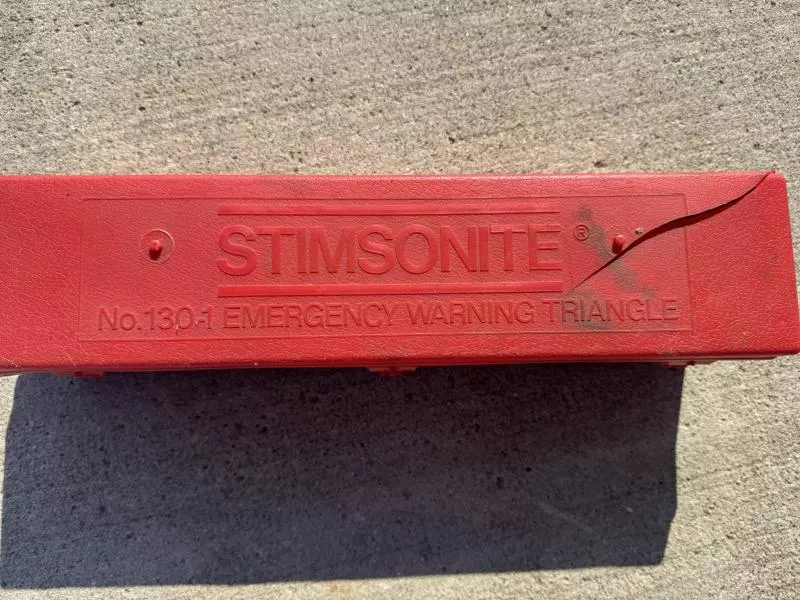 STIMSONITE®
No.130-1 EMERGENCY WARNING TRIANGLE